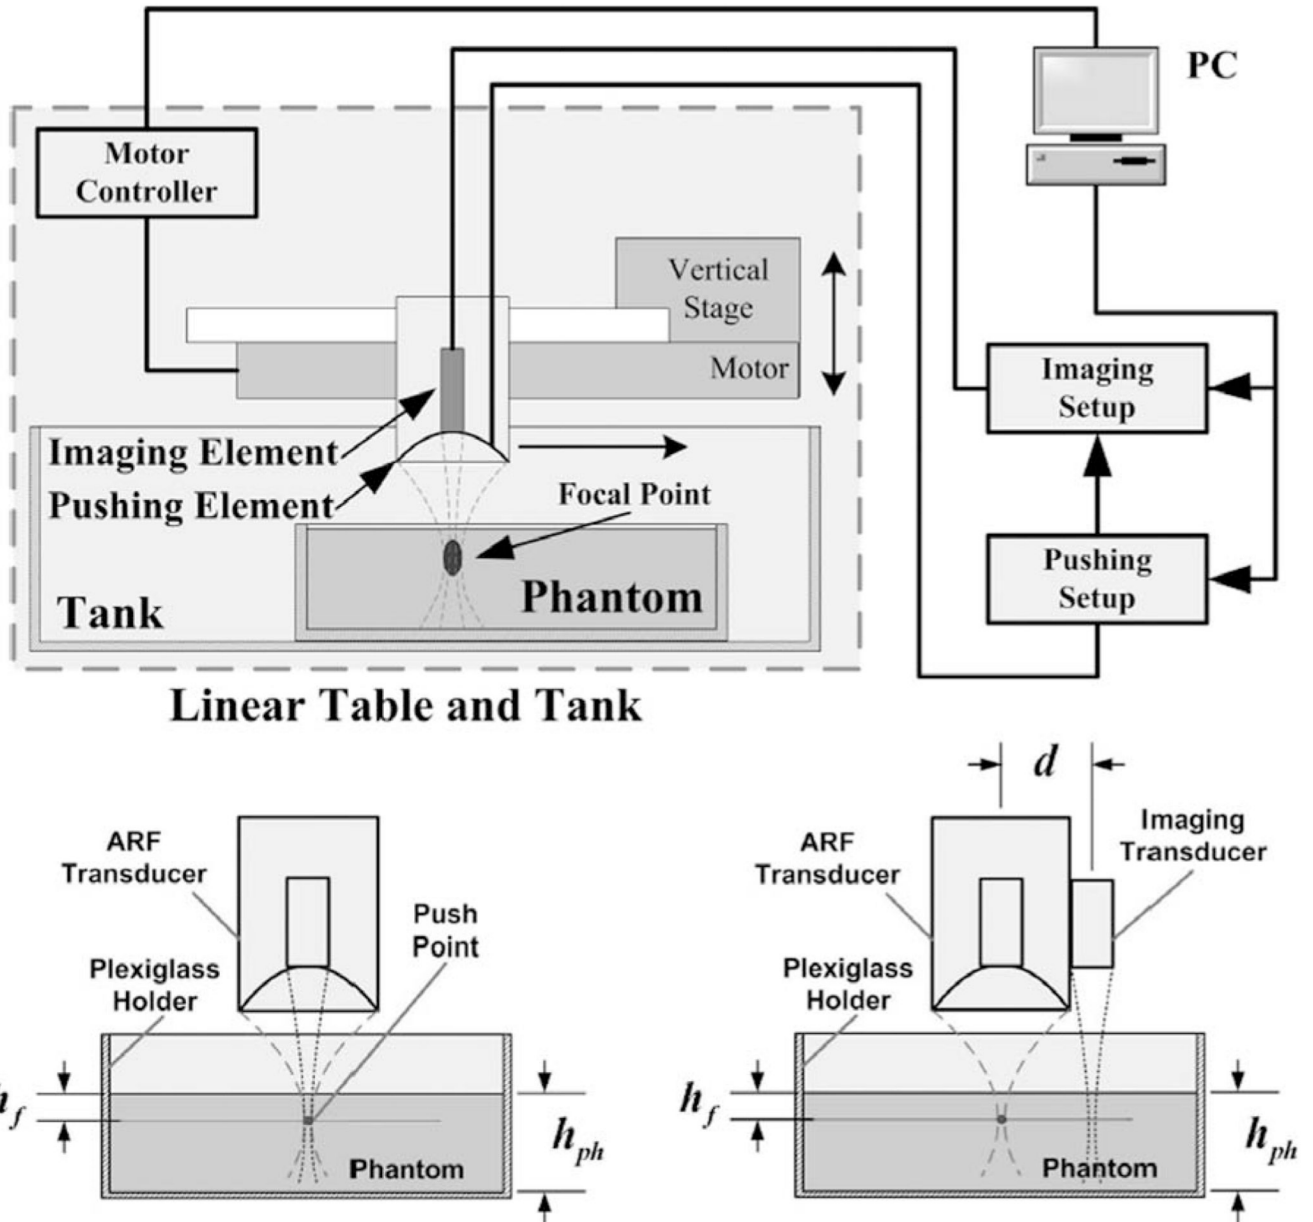 PC
Motor
Controller
Vertical
Stage
Motor
Imaging
Setup
Imaging Element
Pushing Element
Focal Point
Pushing
Setup
Tank
Phantom
Linear Table and Tank
ARF
Transducer
Push
Point
Plexiglass
Holder
h_f
h_ph
Phantom
d
Imaging
Transducer
ARF
Transducer
Plexiglass
Holder
h_f
h_ph
Phantom